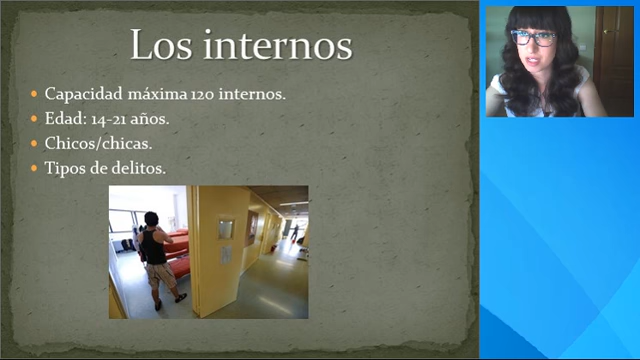 Los internos
Capacidad máxima 120 internos.
Edad: 14-21 años.
Chicos/chicas.
Tipos de delitos.